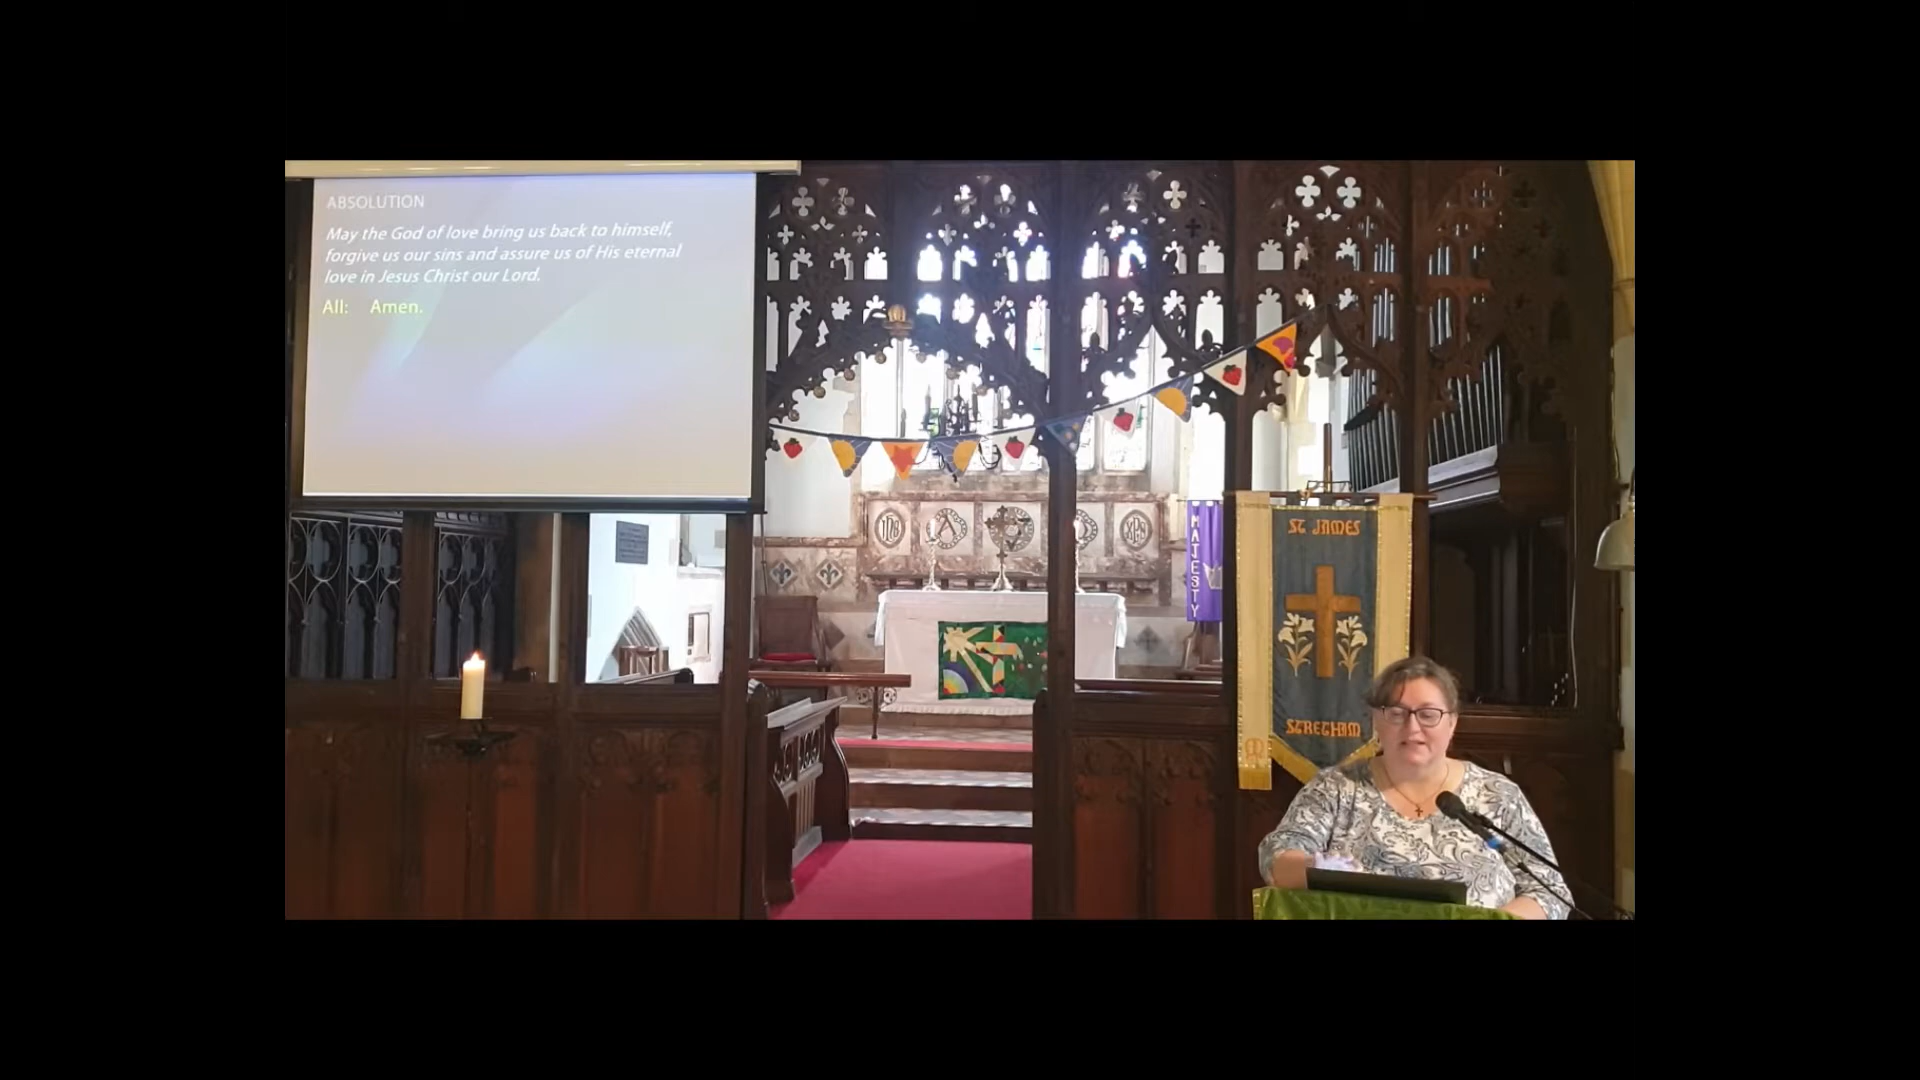 ABSOLUTION
May the God of love bring us back to himself,
forgive us our sins and assure us of His eternal
love in Jesus Christ our Lord.
All: Amen.
MAJESTY
ST JAMES
STRETHAM